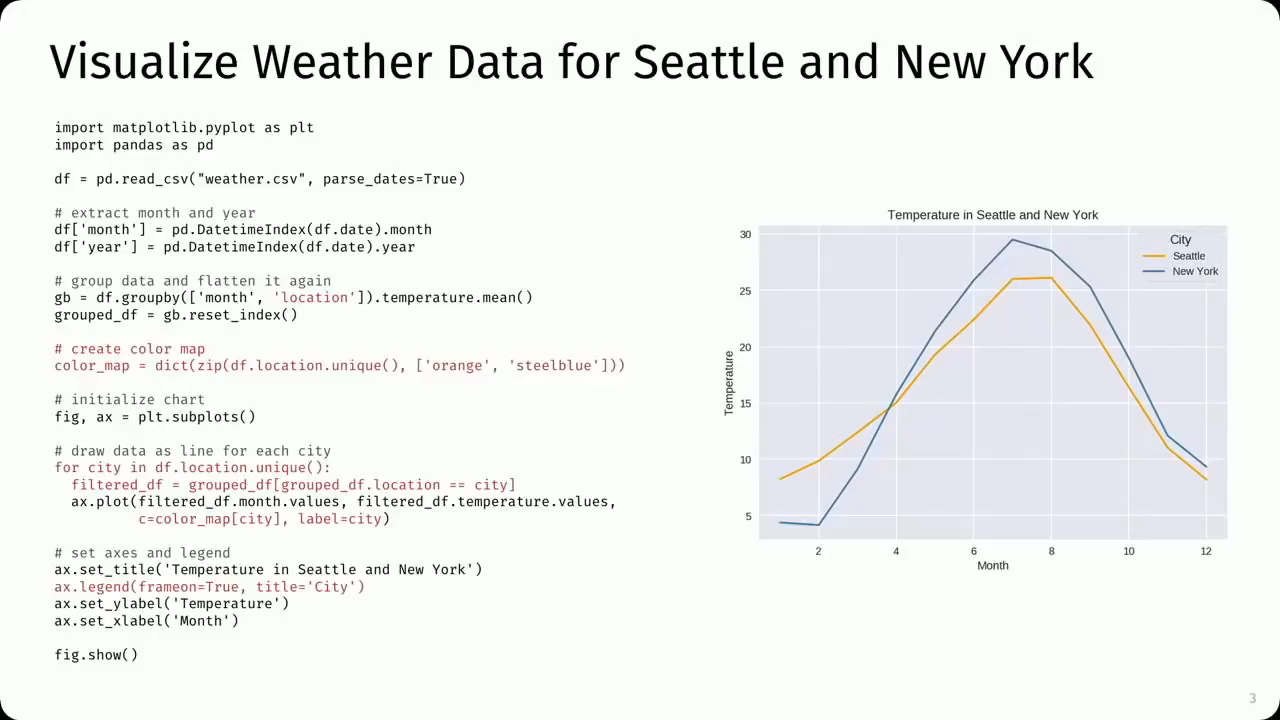 Visualize Weather Data for Seattle and New York
import matplotlib.pyplot as plt
import pandas as pd
df = pd.read_csv("weather.csv", parse_dates=True)
# extract month and year
df['month'] = pd.DatetimeIndex(df.date).month
df['year'] = pd.DatetimeIndex(df.date).year
# group data and flatten it again
gb = df.groupby(['month', 'location']).temperature.mean()
grouped_df = gb.reset_index()
# create color map
color_map = dict(zip(df.location.unique(), ['orange', 'steelblue']))
# initialize chart
fig, ax = plt.subplots()
# draw data as line for each city
for city in df.location.unique():
  filtered_df = grouped_df[grouped_df.location == city]
  ax.plot(filtered_df.month.values, filtered_df.temperature.values,
          c=color_map[city], label=city)
# set axes and legend
ax.set_title('Temperature in Seattle and New York')
ax.legend(frameon=True, title='City')
ax.set_ylabel('Temperature')
ax.set_xlabel('Month')
fig.show()
Temperature in Seattle and New York
City
Seattle
New York
Temperature
30
25
20
15
10
5
2 4 6 8 10 12
Month
3